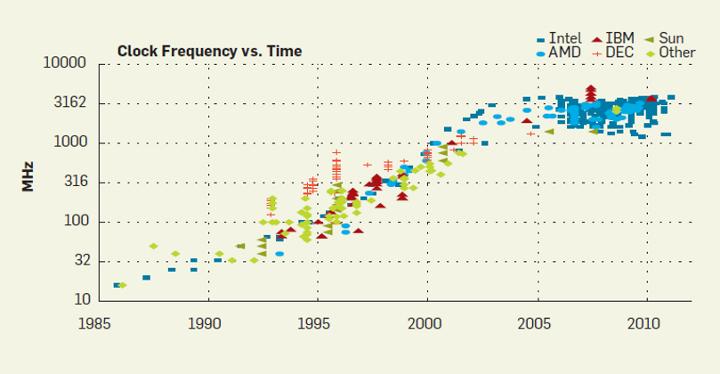 Clock Frequency vs. Time
Intel IBM Sun
AMD DEC Other
10000
3162
1000
316
100
32
10
MHz
1985 1990 1995 2000 2005 2010